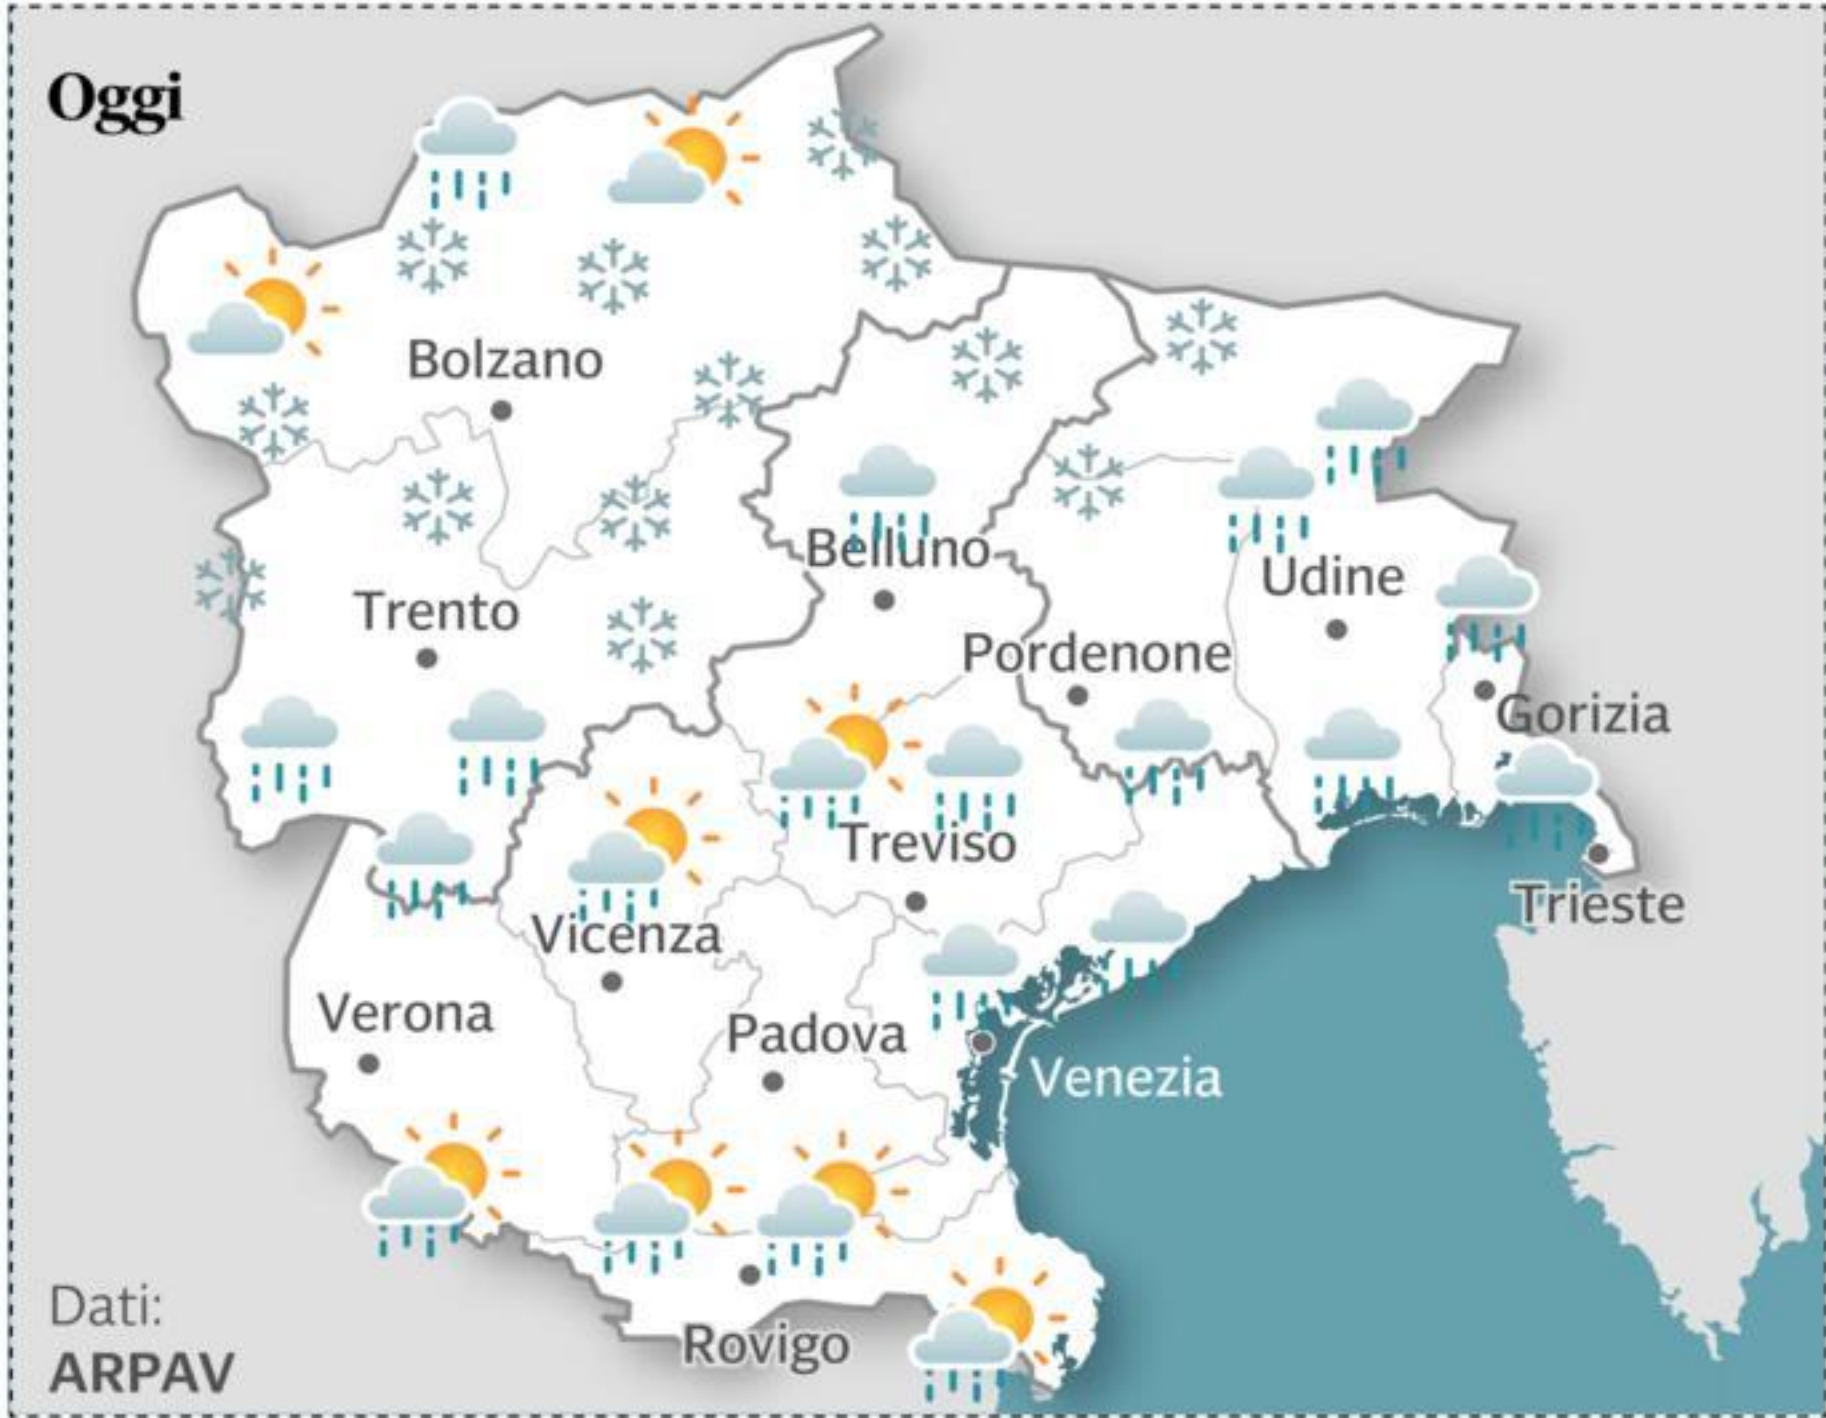 Oggi
Bolzano
Belluno
Udine
Trento
Pordenone
Gorizia
Treviso
Trieste
Vicenza
Verona
Padova
Venezia
Rovigo
Dati:
ARPAV